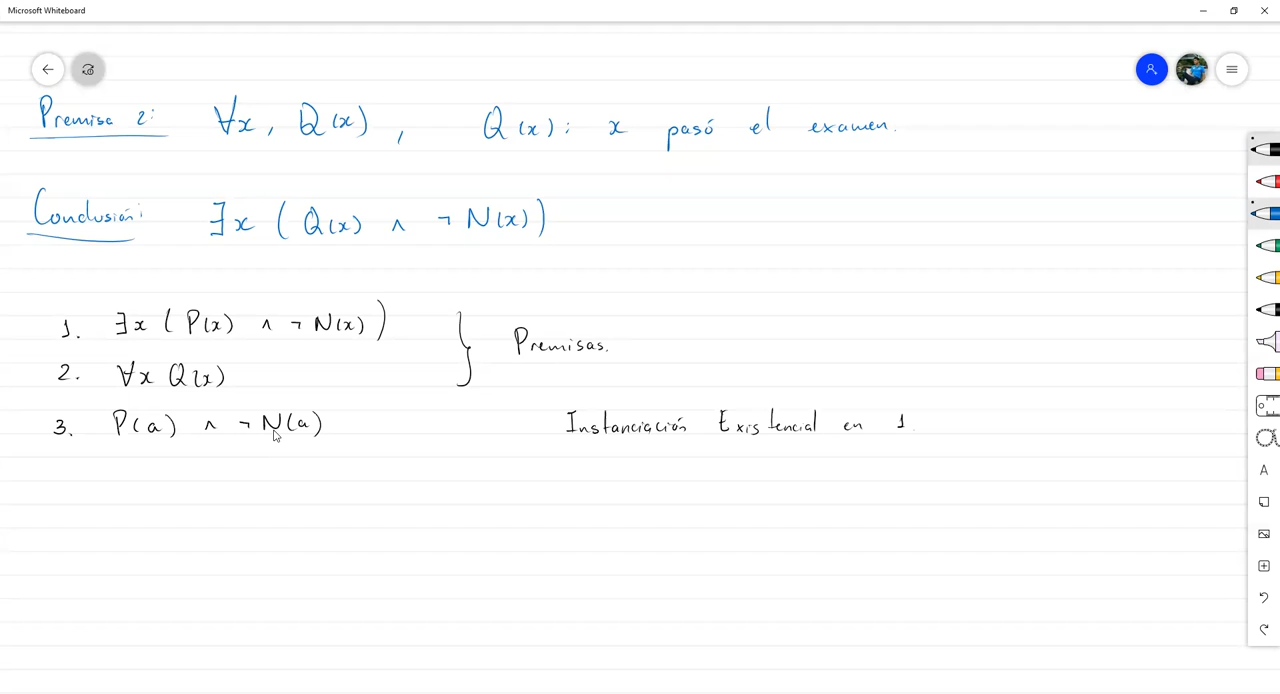 Microsoft Whiteboard
Premisa 2: ∀x, Q(x), Q(x): x pasó el examen.
Conclusión: ∃x (Q(x) ∧ ¬N(x))
1. ∃x (P(x) ∧ ¬N(x))
2. ∀x Q(x)
} Premisas.
3. P(a) ∧ ¬N(a) Instanciación Existencial en 1.
A